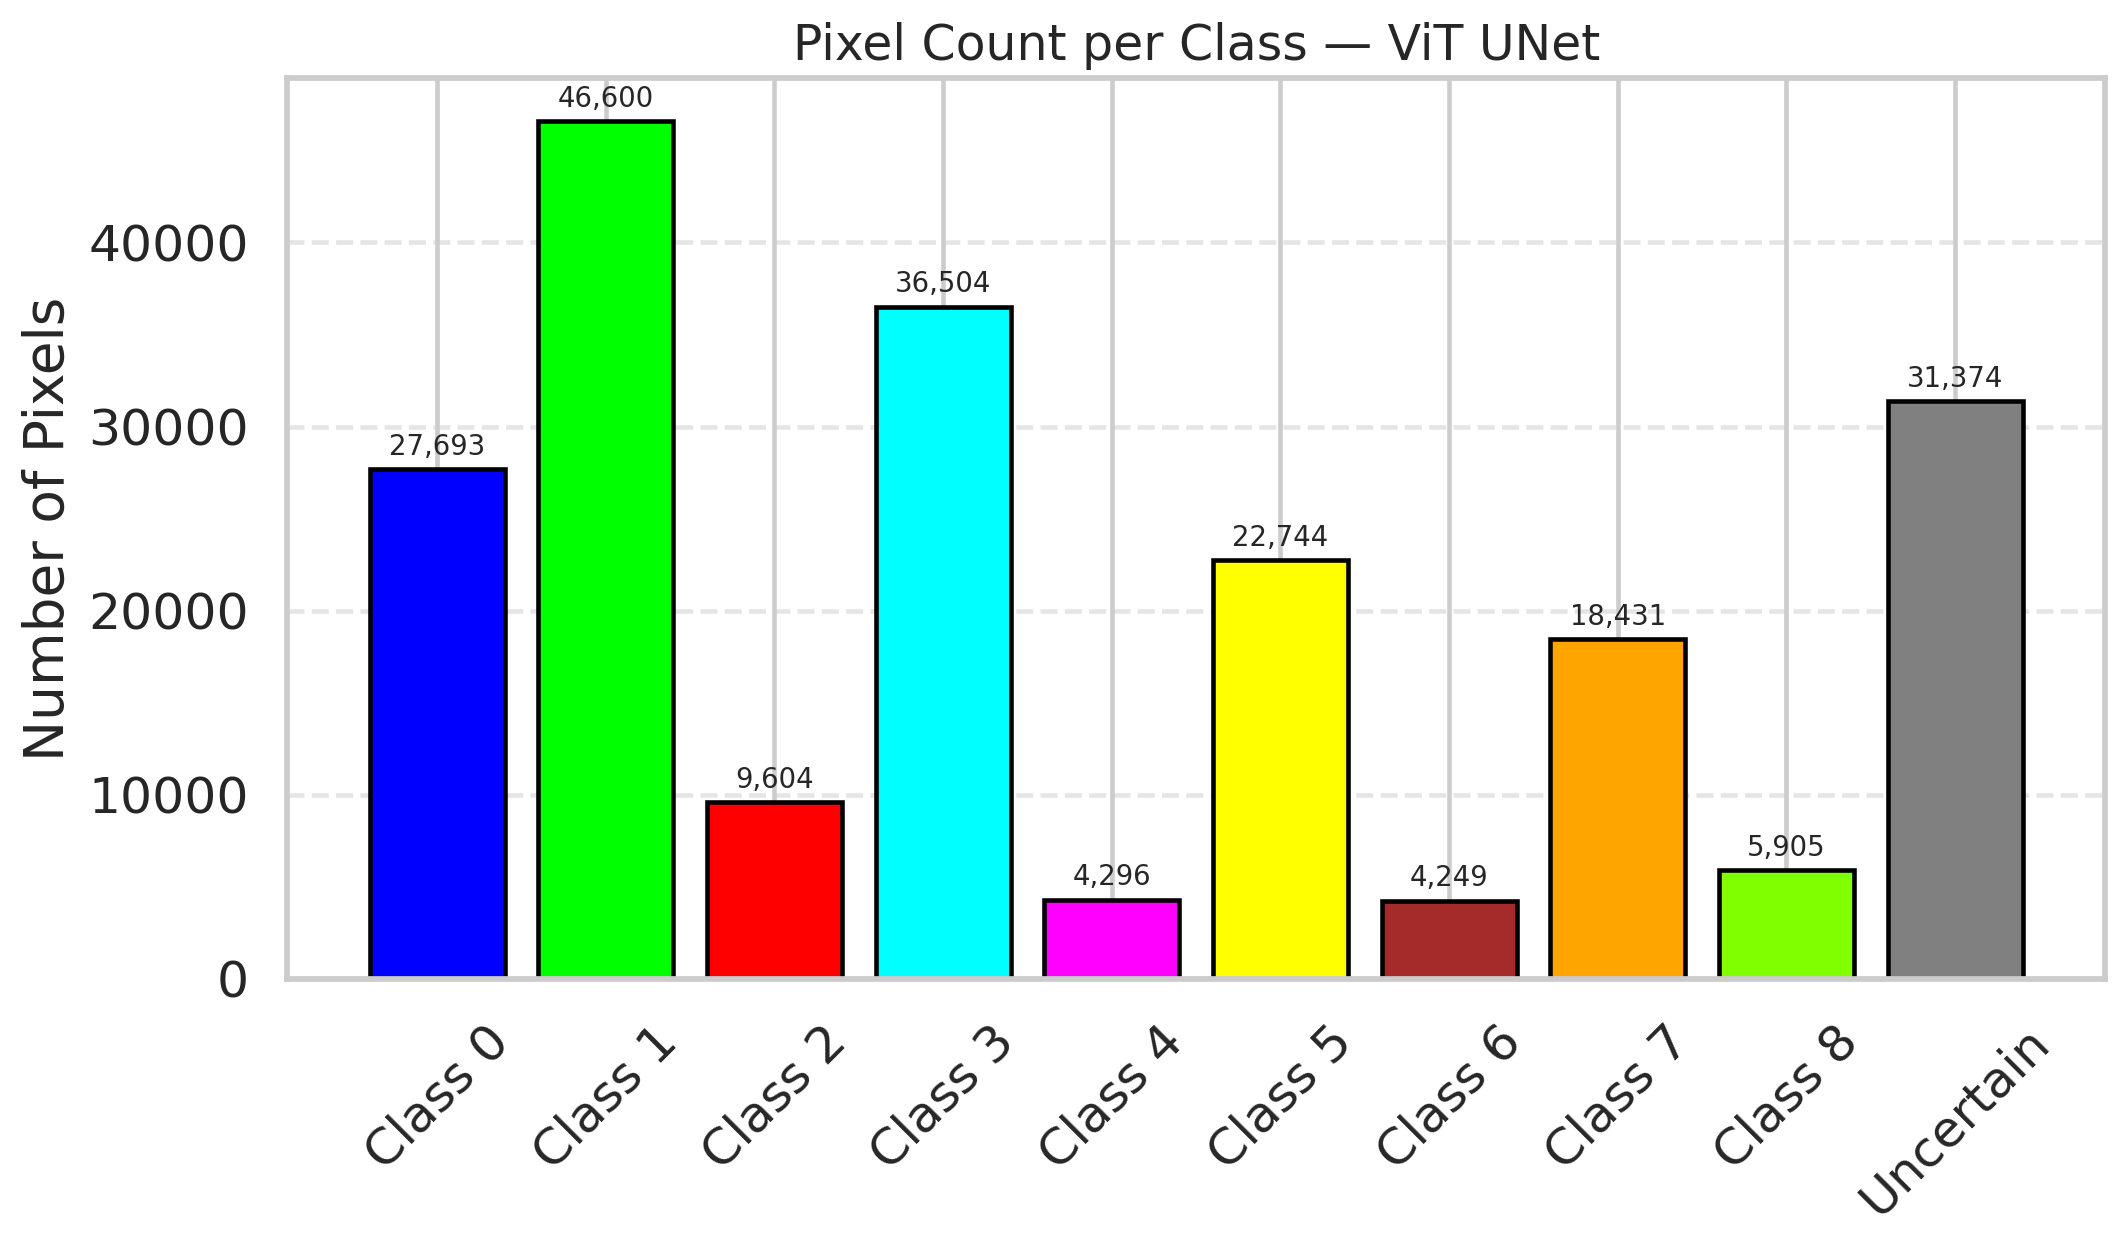 Pixel Count per Class — ViT UNet
Number of Pixels
40000
30000
20000
10000
0
27,693
46,600
9,604
36,504
4,296
22,744
4,249
18,431
5,905
31,374
Class 0
Class 1
Class 2
Class 3
Class 4
Class 5
Class 6
Class 7
Class 8
Uncertain